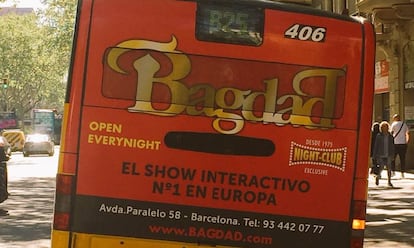 406
Bagdad
OPEN
EVERYNIGHT
DESDE 1975
NIGHT-CLUB
EXCLUSIVE
EL SHOW INTERACTIVO
Nº1 EN EUROPA
Avda. Paralelo 58 - Barcelona. Tel: 93 442 07 77
www.BAGDAD.com